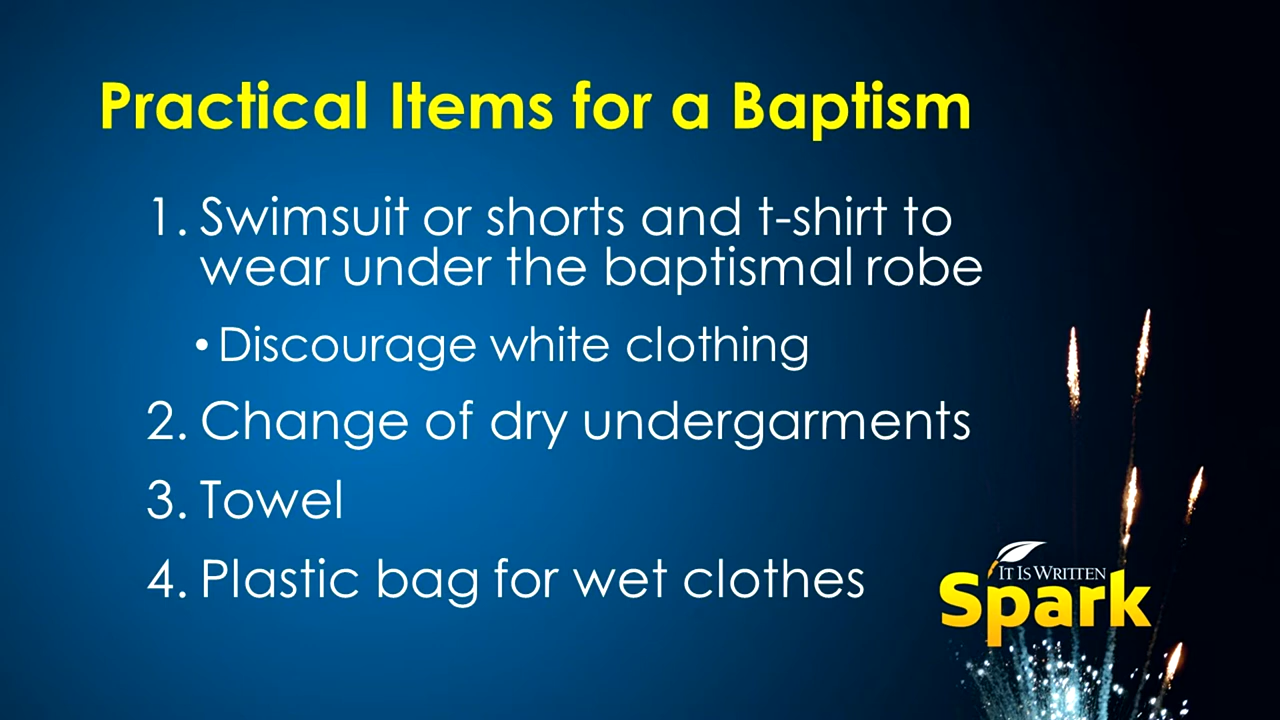 Practical Items for a Baptism
1. Swimsuit or shorts and t-shirt to
wear under the baptismal robe
• Discourage white clothing
2. Change of dry undergarments
3. Towel
4. Plastic bag for wet clothes
IT IS WRITTEN
Spark